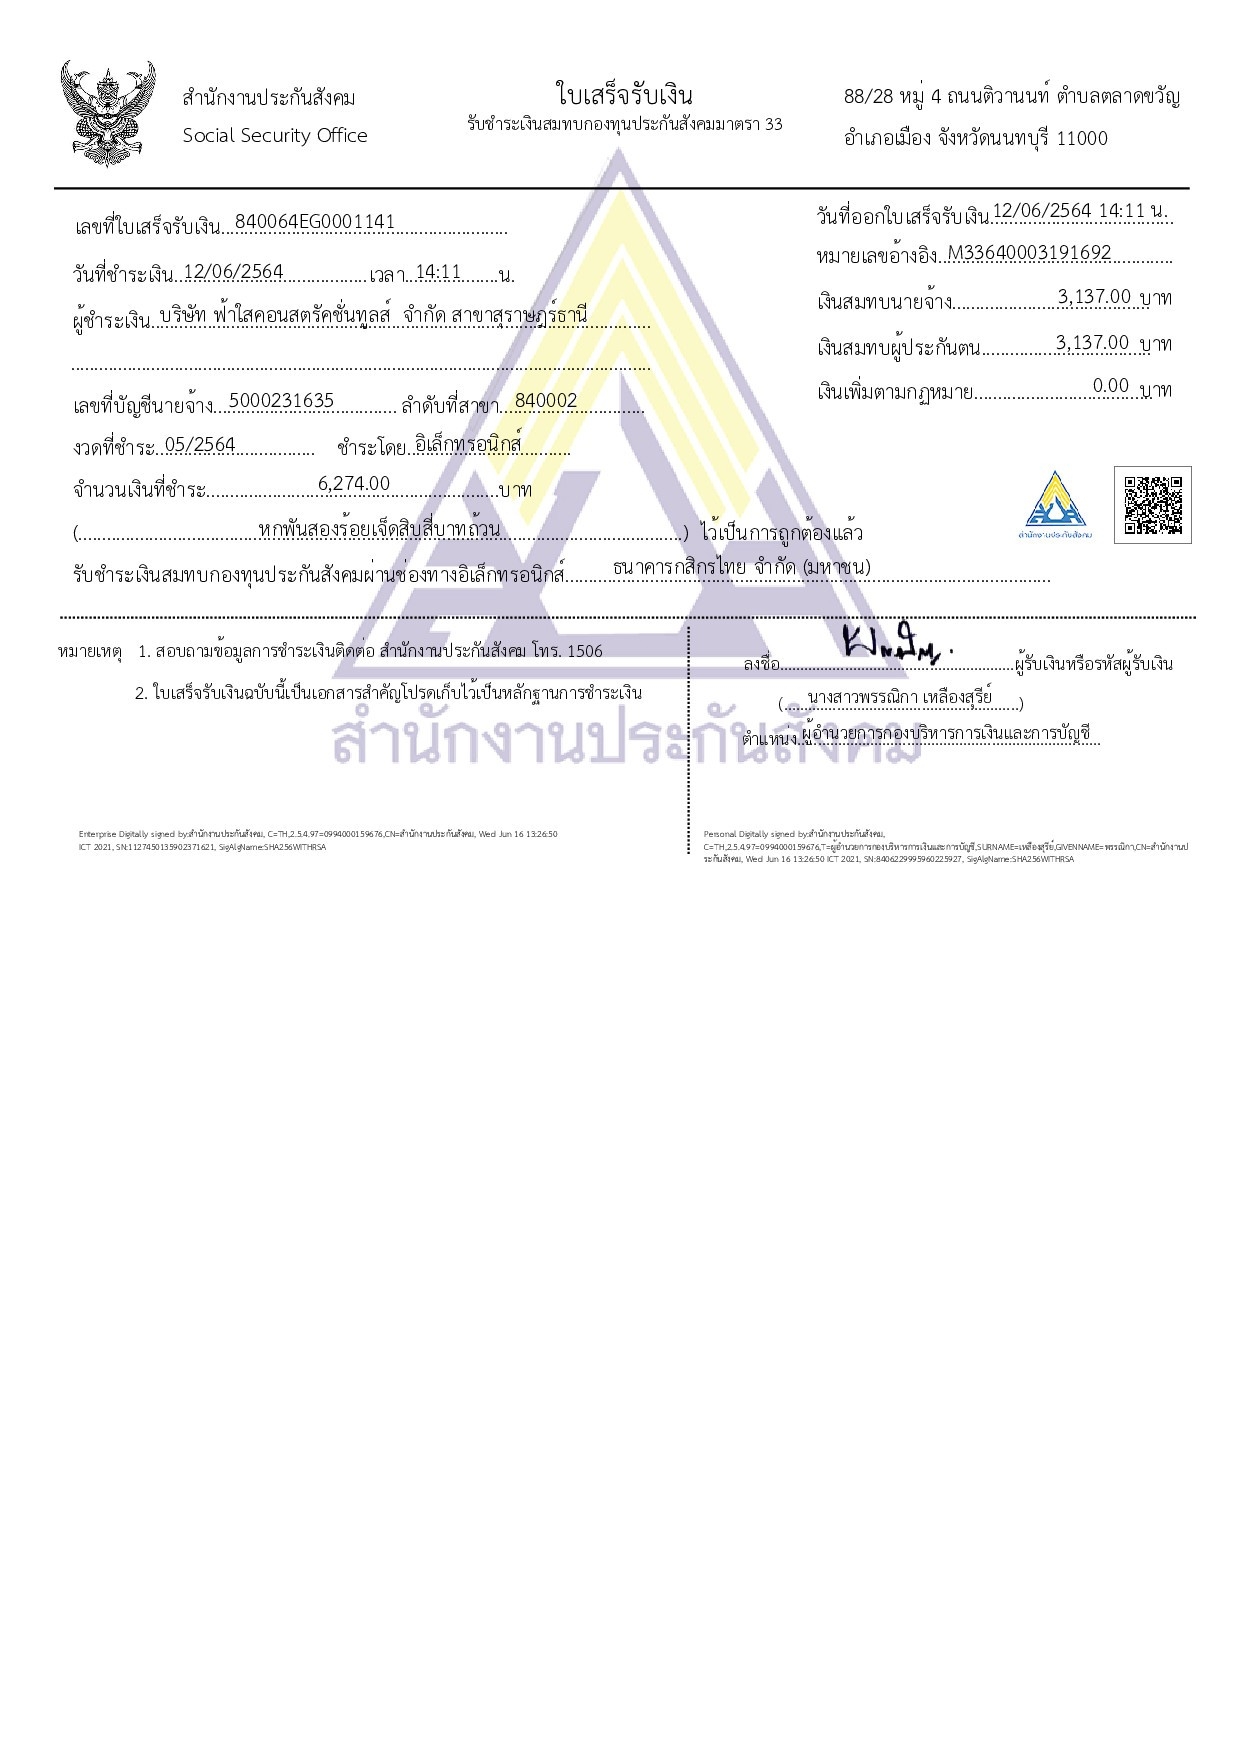 สำนักงานประกันสังคม
Social Security Office
ใบเสร็จรับเงิน
รับชำระเงินสมทบกองทุนประกันสังคมมาตรา 33
88/28 หมู่ 4 ถนนติวานนท์ ตำบลตลาดขวัญ
อำเภอเมือง จังหวัดนนทบุรี 11000
เลขที่ใบเสร็จรับเงิน 840064EG0001141
วันที่ออกใบเสร็จรับเงิน 12/06/2564 14:11 น.
วันที่ชำระเงิน 12/06/2564 เวลา 14:11 น.
หมายเลขอ้างอิง M33640003191692
ผู้ชำระเงิน บริษัท ฟ้าใสคอนสตรัคชั่นทูลส์ จำกัด สาขาสุราษฎร์ธานี
เงินสมทบนายจ้าง 3,137.00 บาท
เงินสมทบผู้ประกันตน 3,137.00 บาท
เลขที่บัญชีนายจ้าง 5000231635 ลำดับที่สาขา 840002
เงินเพิ่มตามกฎหมาย 0.00 บาท
งวดที่ชำระ 05/2564 ชำระโดย อิเล็กทรอนิกส์
จำนวนเงินที่ชำระ 6,274.00 บาท
(หกพันสองร้อยเจ็ดสิบสี่บาทถ้วน) ไว้เป็นการถูกต้องแล้ว
สำนักงานประกันสังคม
รับชำระเงินสมทบกองทุนประกันสังคมผ่านช่องทางอิเล็กทรอนิกส์ ธนาคารกสิกรไทย จำกัด (มหาชน)
หมายเหตุ 1. สอบถามข้อมูลการชำระเงินติดต่อ สำนักงานประกันสังคม โทร. 1506
2. ใบเสร็จรับเงินฉบับนี้เป็นเอกสารสำคัญโปรดเก็บไว้เป็นหลักฐานการชำระเงิน
ลงชื่อ ผู้รับเงินหรือรหัสผู้รับเงิน
(นางสาวพรรณิกา เหลืองสุรีย์)
ตำแหน่ง ผู้อำนวยการกองบริหารการเงินและการบัญชี
สำนักงานประกันสังคม
Enterprise Digitally signed by:สำนักงานประกันสังคม, C=TH,2.5.4.97=0994000159676,CN=สำนักงานประกันสังคม, Wed Jun 16 13:26:50
ICT 2021, SN:1127450135902371621, SigAlgName:SHA256WITHRSA
Personal Digitally signed by:สำนักงานประกันสังคม,
C=TH,2.5.4.97=0994000159676,T=ผู้อำนวยการกองบริหารการเงินและการบัญชี,SURNAME=เหลืองสุรีย์,GIVENNAME=พรรณิกา,CN=สำนักงานป
ระกันสังคม, Wed Jun 16 13:26:50 ICT 2021, SN:8406229995960225927, SigAlgName:SHA256WITHRSA